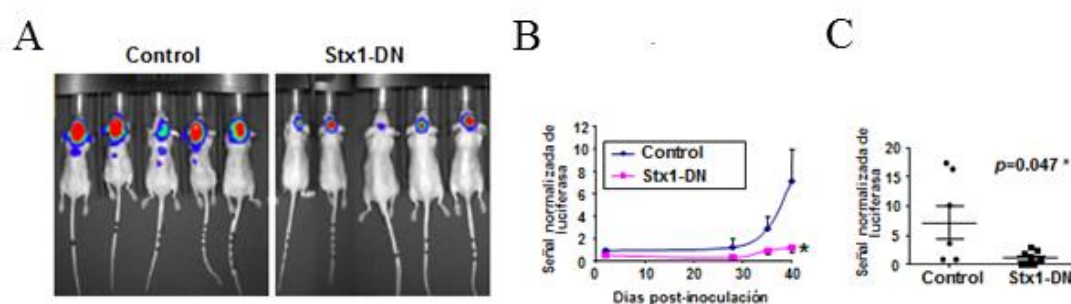 A
Control
Stx1-DN
B
Señal normalizada de
luciferasa
12
10
8
6
4
2
0
Control
Stx1-DN
*
0
10
20
30
40
Dias post-inoculación
C
Señal normalizada de
luciferasa
20
15
10
5
0
p=0.047 *
Control
Stx1-DN